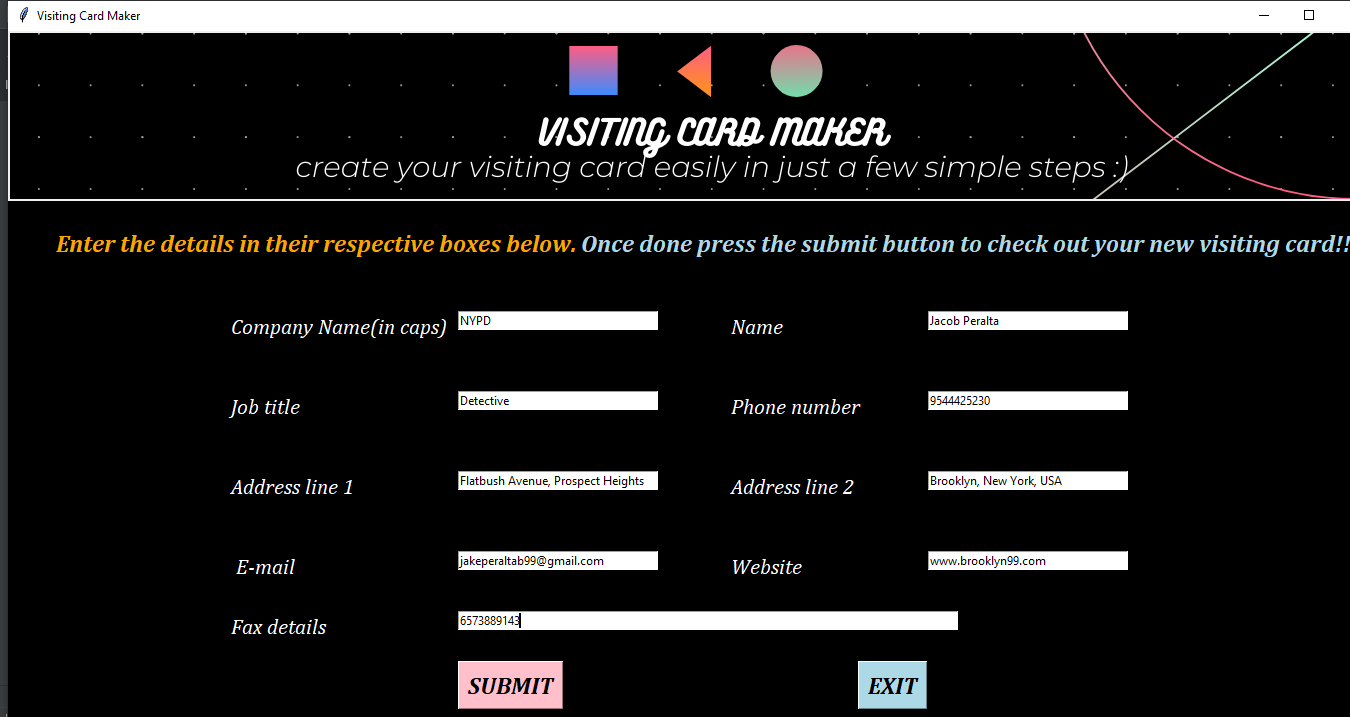 Visiting Card Maker
VISITING CARD MAKER
create your visiting card easily in just a few simple steps :)
Enter the details in their respective boxes below. Once done press the submit button to check out your new visiting card!!
Company Name(in caps) NYPD Name Jacob Peralta
Job title Detective Phone number 9544425230
Address line 1 Flatbush Avenue, Prospect Heights Address line 2 Brooklyn, New York, USA
E-mail jakeperaltab99@gmail.com Website www.brooklyn99.com
Fax details 6573889143
SUBMIT EXIT